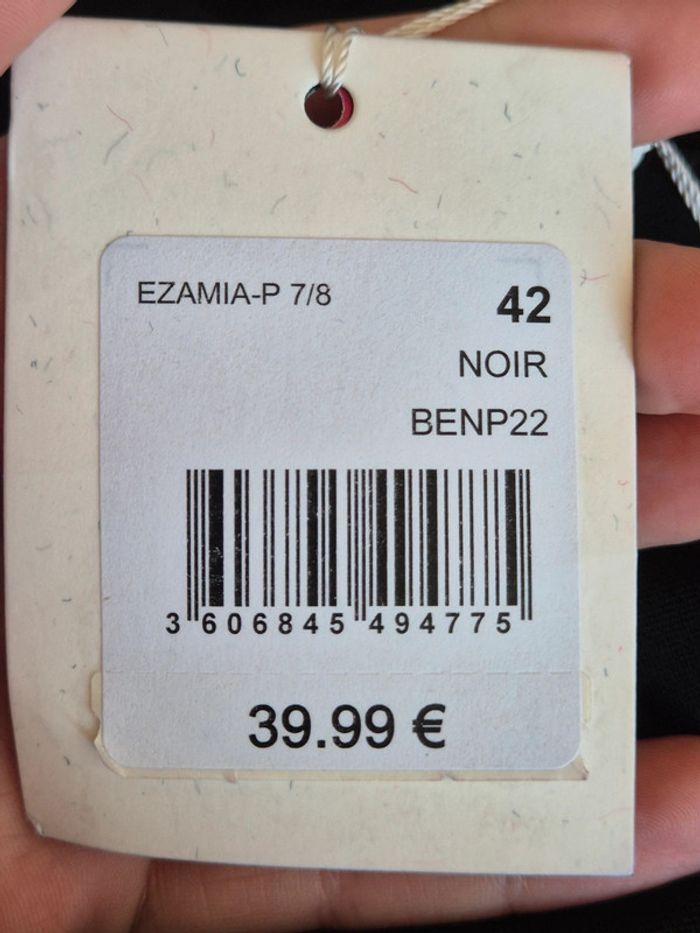 EZAMIA-P 7/8
42
NOIR
BENP22
3 606845 494775
39.99 €